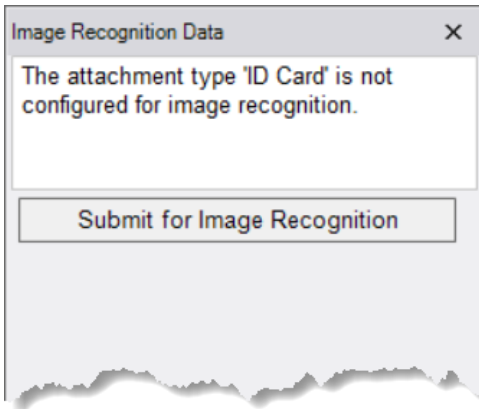 Image Recognition Data
The attachment type 'ID Card' is not
configured for image recognition.
Submit for Image Recognition